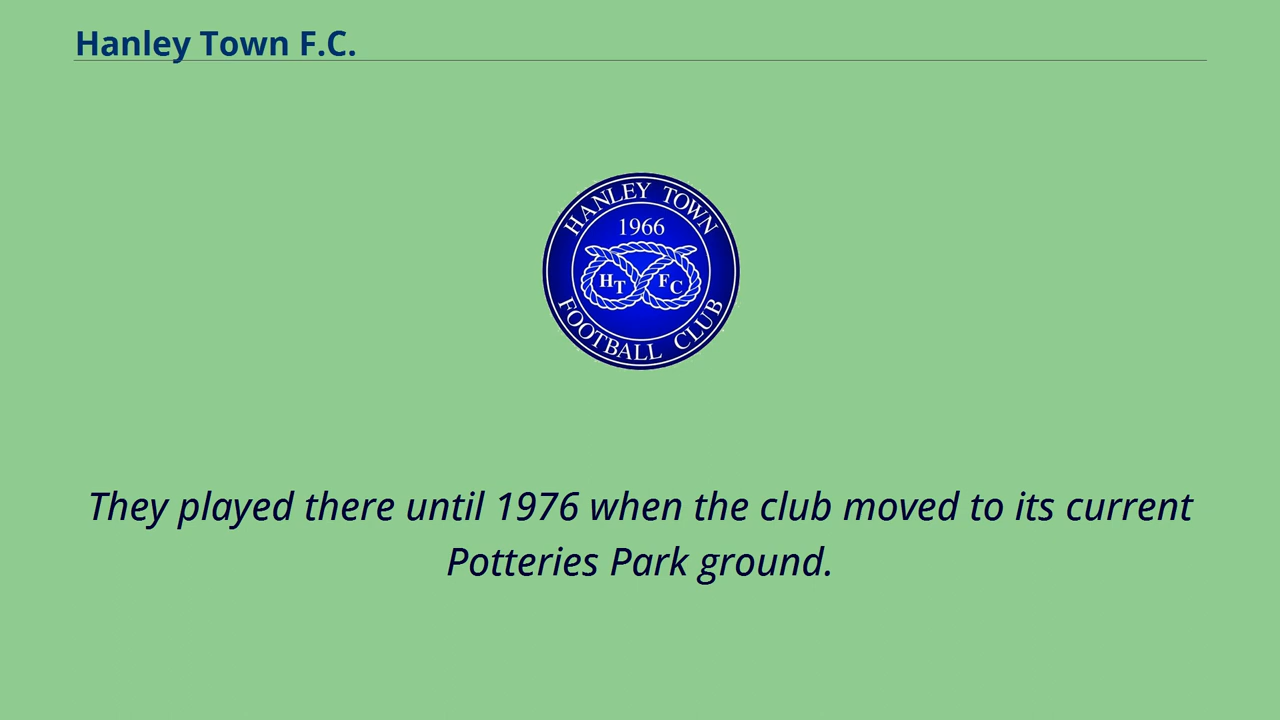 Hanley Town F.C.
HANLEY TOWN
1966
HT FC
FOOTBALL CLUB
They played there until 1976 when the club moved to its current
Potteries Park ground.